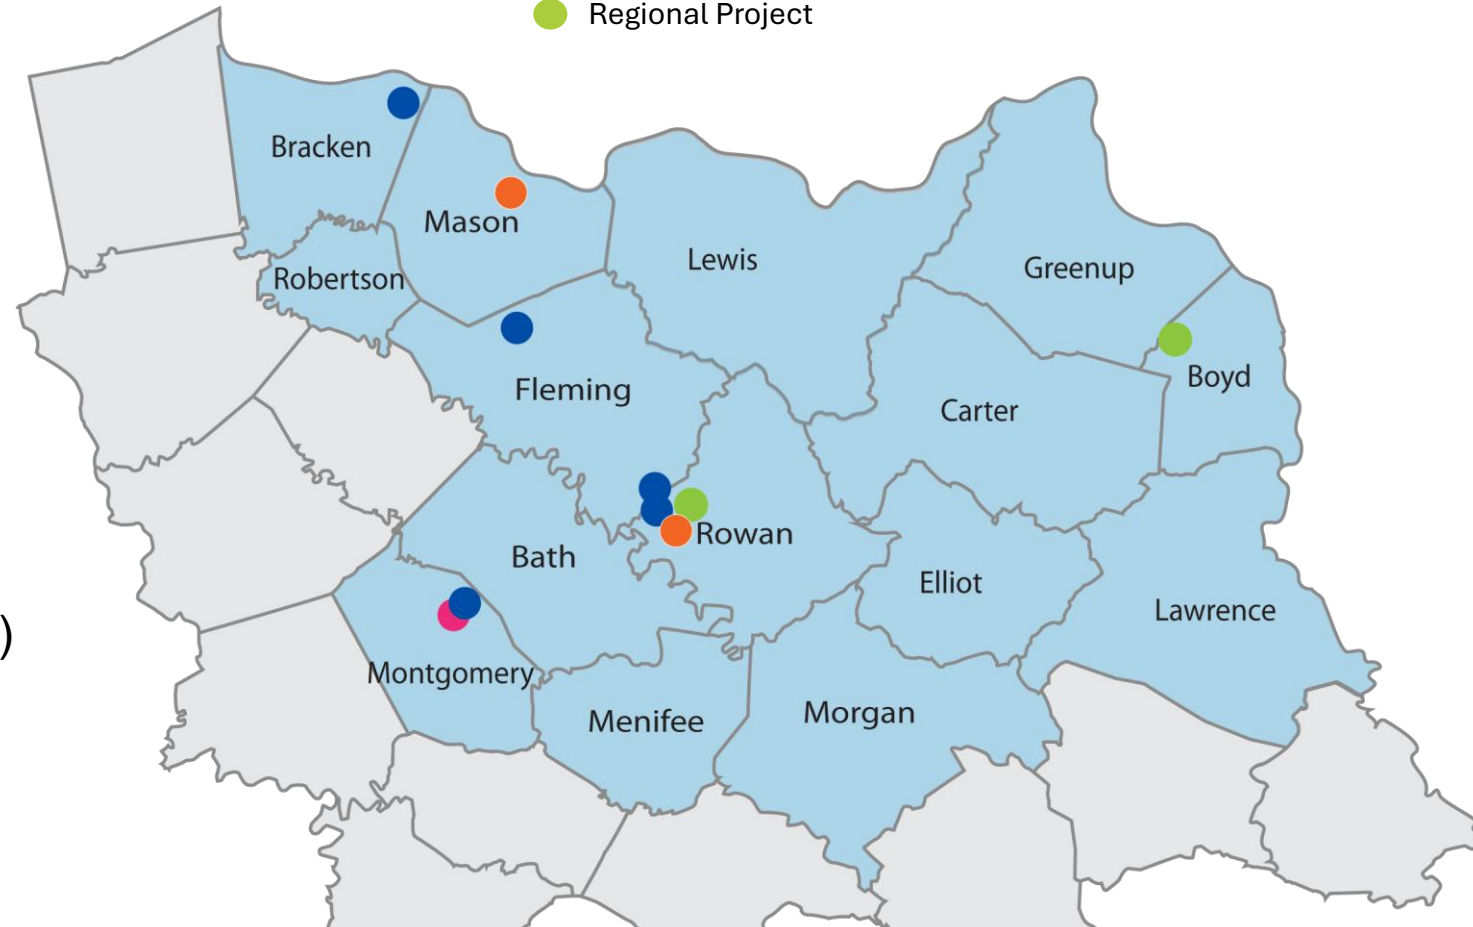 Regional Project
Bracken
Mason
Lewis
Greenup
Robertson
Boyd
Fleming
Carter
Rowan
Bath
Elliot
Lawrence
)
Montgomery
Menifee
Morgan